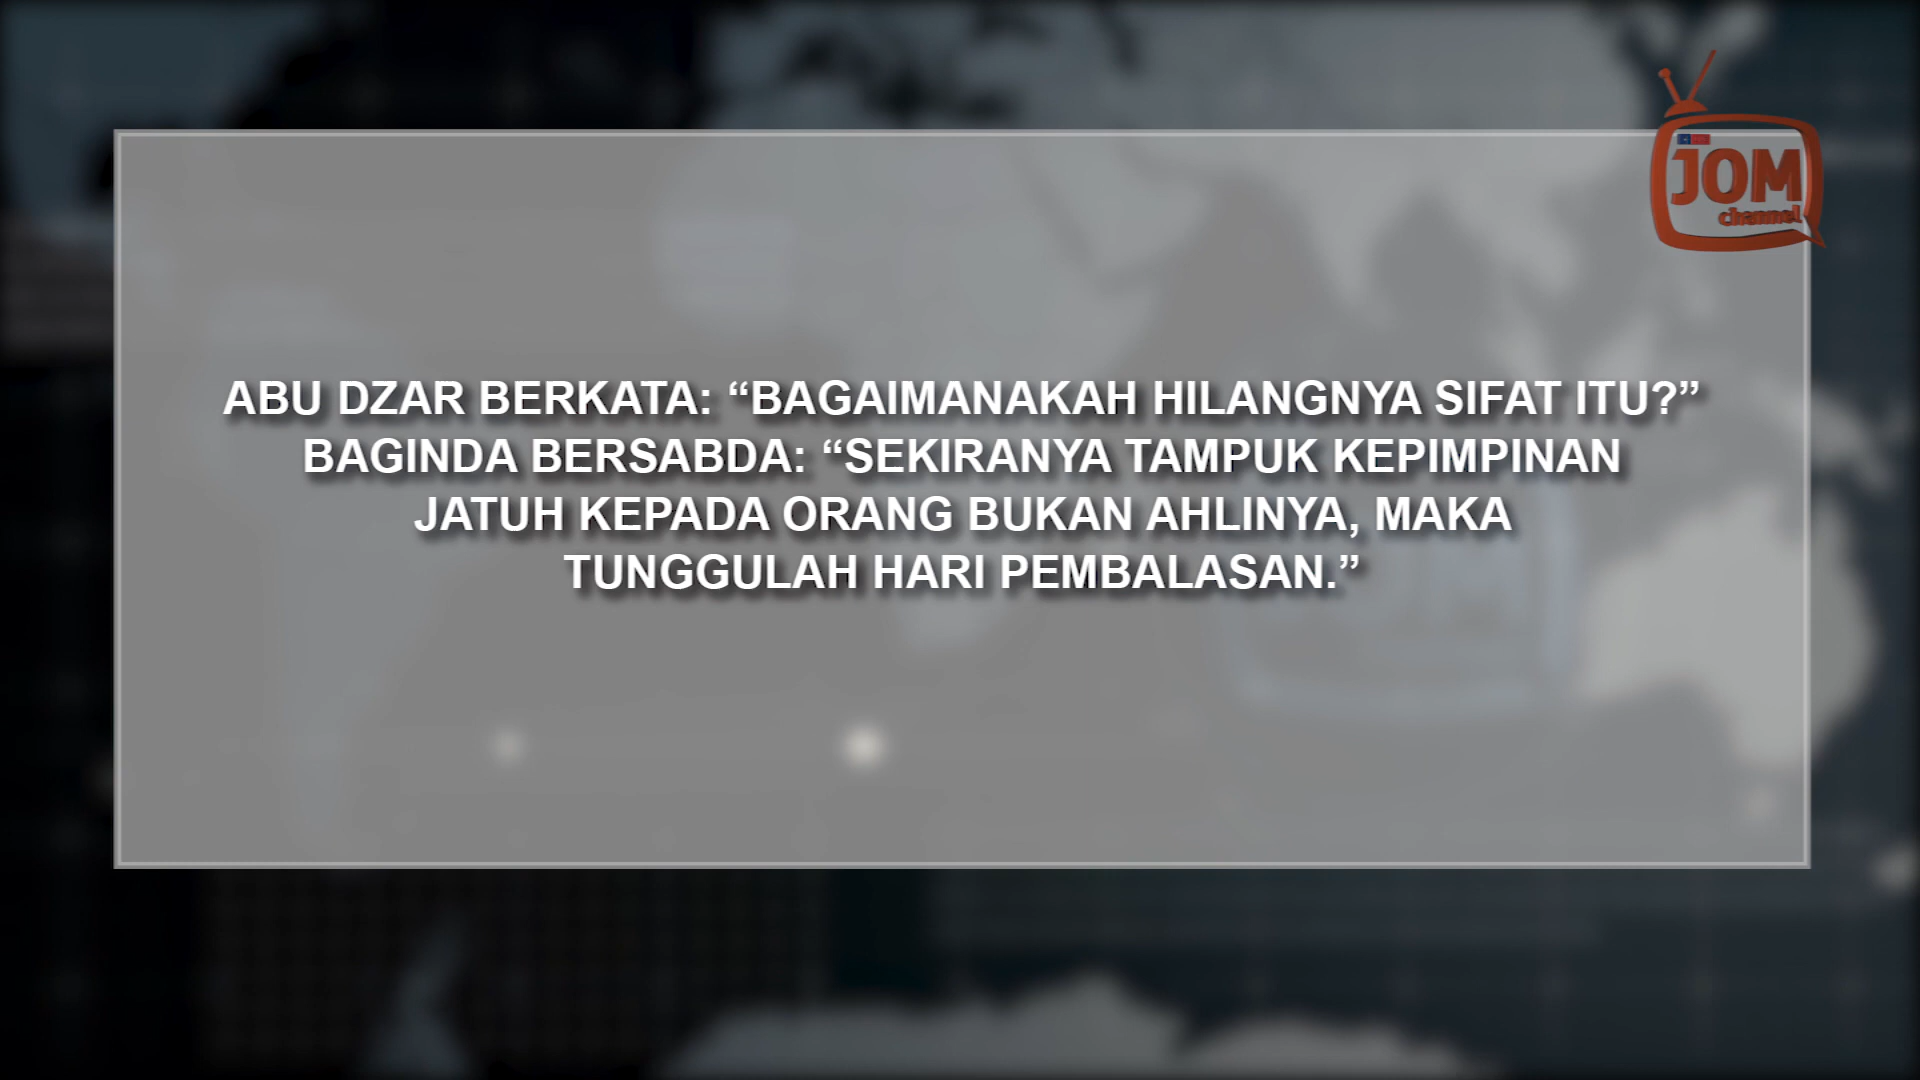 JOM
channel
ABU DZAR BERKATA: “BAGAIMANAKAH HILANGNYA SIFAT ITU?”
BAGINDA BERSABDA: “SEKIRANYA TAMPUK KEPIMPINAN
JATUH KEPADA ORANG BUKAN AHLINYA, MAKA
TUNGGULAH HARI PEMBALASAN.”